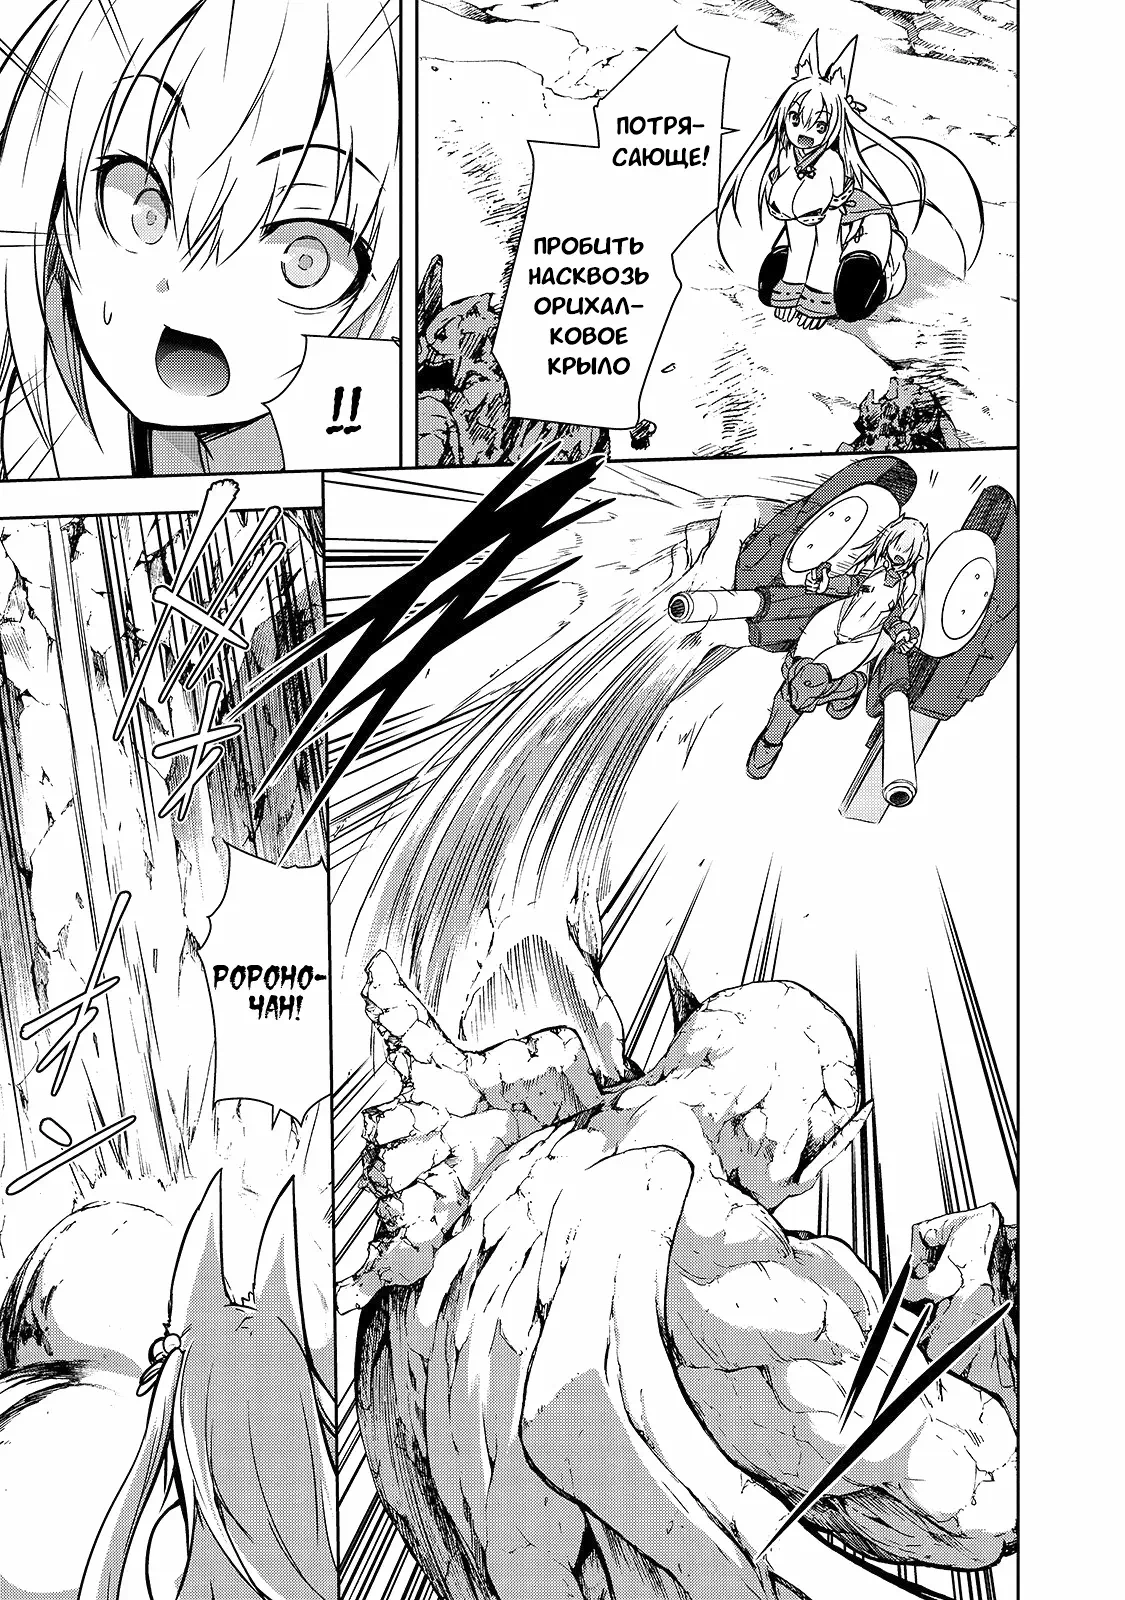 ПОТРЯ-
САЮЩЕ!
ПРОБИТЬ
НАСКВОЗЬ
ОРИХАЛ-
КОВОЕ
КРЫЛО
!!
РОРОНО-
ЧАН!